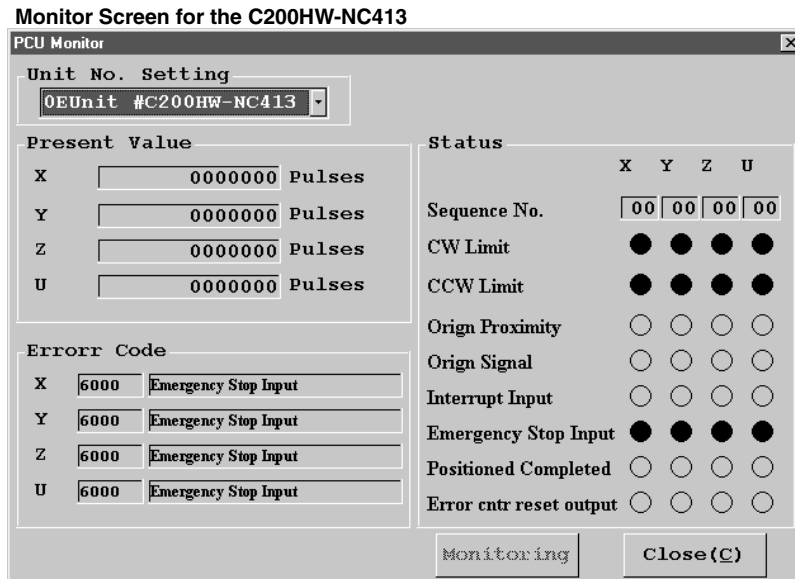 Monitor Screen for the C200HW-NC413
PCU Monitor
Unit No. Setting
0EUnit #C200HW-NC413
Present Value
X 0000000 Pulses
Y 0000000 Pulses
Z 0000000 Pulses
U 0000000 Pulses
Errorr Code
X 6000 Emergency Stop Input
Y 6000 Emergency Stop Input
Z 6000 Emergency Stop Input
U 6000 Emergency Stop Input
Status
X Y Z U
Sequence No. 00 00 00 00
CW Limit
CCW Limit
Orign Proximity
Orign Signal
Interrupt Input
Emergency Stop Input
Positioned Completed
Error cntr reset output
Monitoring Close(C)